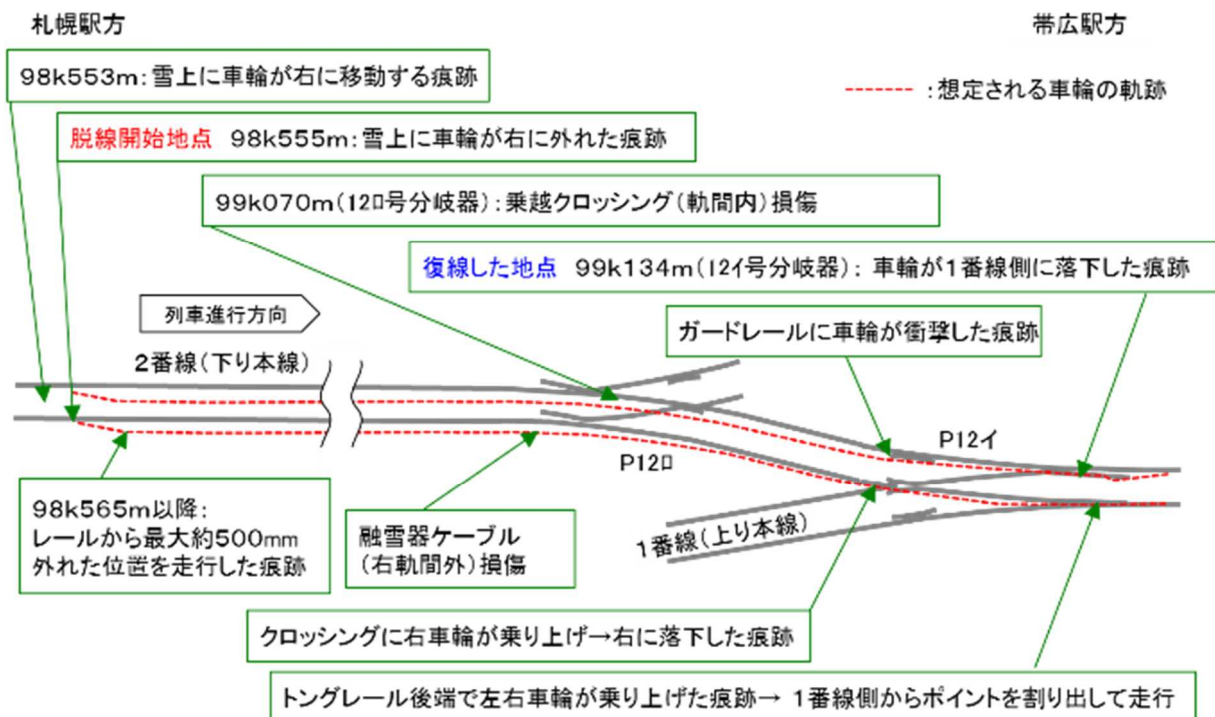 札幌駅方
帯広駅方
98k553m:雪上に車輪が右に移動する痕跡
:想定される車輪の軌跡
脱線開始地点 98k555m:雪上に車輪が右に外れた痕跡
99k070m(12ロ号分岐器):乗越クロッシング(軌間内)損傷
復線した地点 99k134m(12イ号分岐器): 車輪が1番線側に落下した痕跡
列車進行方向
ガードレールに車輪が衝撃した痕跡
2番線(下り本線)
P12イ
P12ロ
98k565m以降:
レールから最大約500mm
外れた位置を走行した痕跡
融雪器ケーブル
(右軌間外)損傷
1番線(上り本線)
クロッシングに右車輪が乗り上げ→右に落下した痕跡
トングレール後端で左右車輪が乗り上げた痕跡→ 1番線側からポイントを割り出して走行